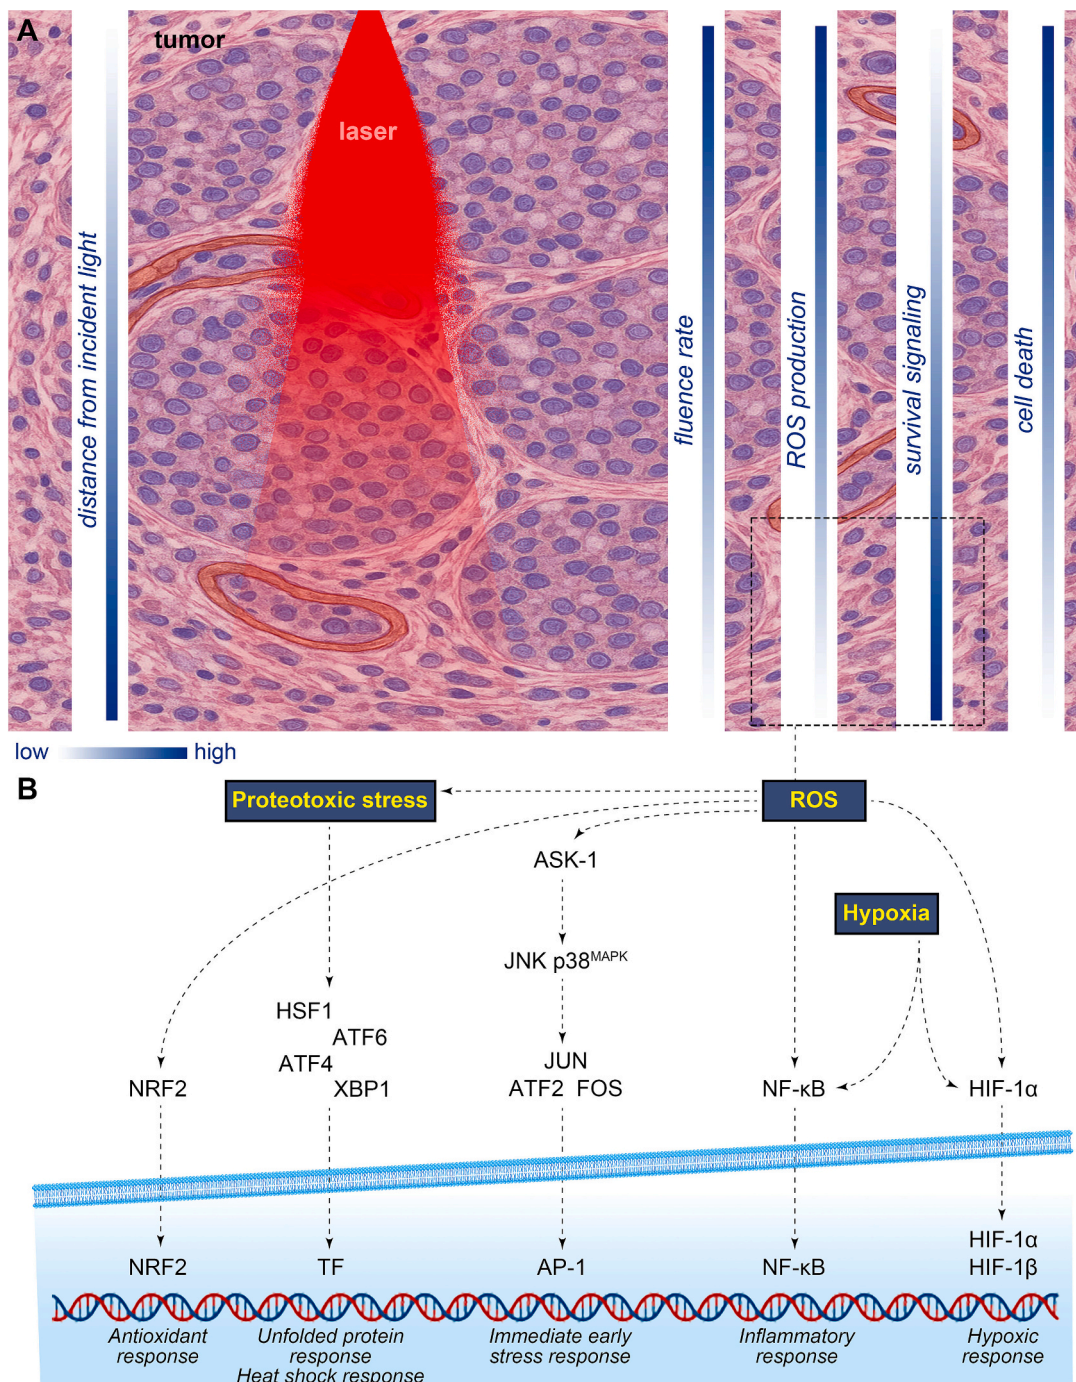 A
tumor
laser
distance from incident light
fluence rate
ROS production
survival signaling
cell death
low
high
B
Proteotoxic stress
ROS
ASK-1
Hypoxia
JNK p38MAPK
HSF1
ATF6
ATF4
XBP1
JUN
ATF2 FOS
NRF2
NF-κB
HIF-1α
NRF2
TF
AP-1
NF-κB
HIF-1α
HIF-1β
Antioxidant
response
Unfolded protein
response
Heat shock response
Immediate early
stress response
Inflammatory
response
Hypoxic
response